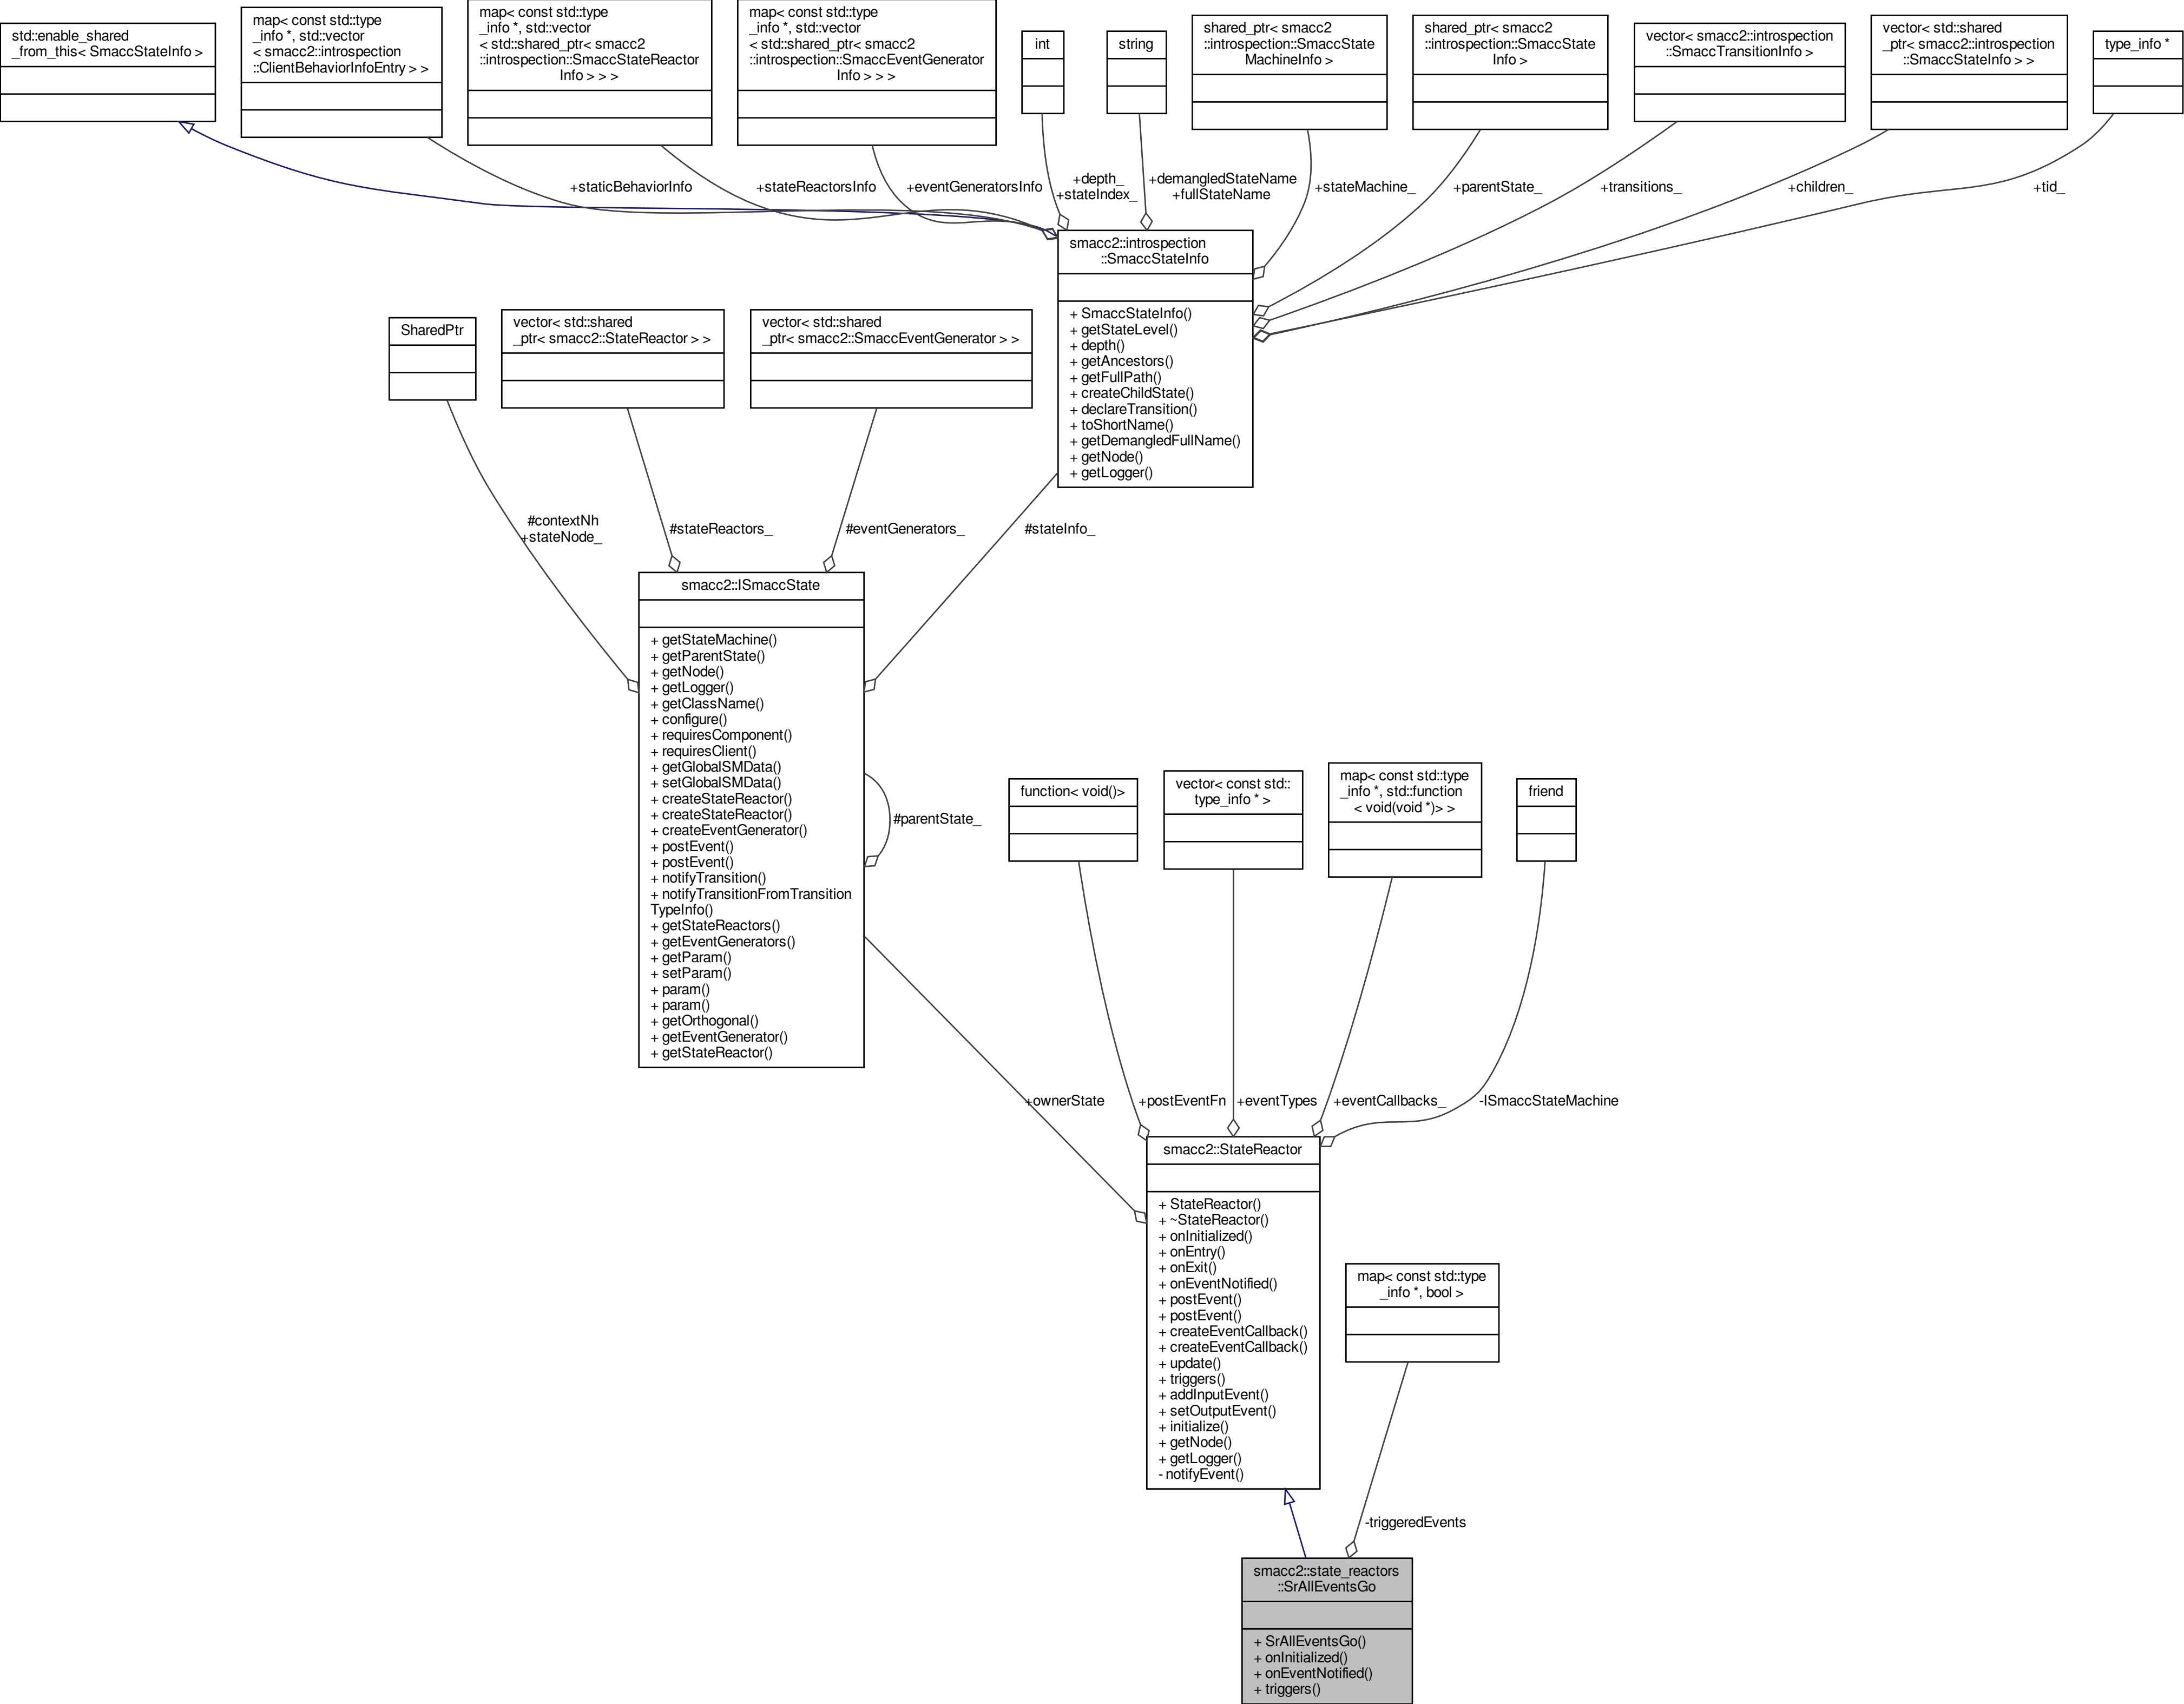 std::enable_shared
_from_this< SmaccStateInfo >
map< const std::type
_info *, std::vector
< smacc2::introspection
::ClientBehaviorInfoEntry > >
map< const std::type
_info *, std::vector
< std::shared_ptr< smacc2
::introspection::SmaccStateReactor
Info > > >
map< const std::type
_info *, std::vector
< std::shared_ptr< smacc2
::introspection::SmaccEventGenerator
Info > > >
int
string
shared_ptr< smacc2
::introspection::SmaccState
MachineInfo >
shared_ptr< smacc2
::introspection::SmaccState
Info >
vector< smacc2::introspection
::SmaccTransitionInfo >
vector< std::shared
_ptr< smacc2::introspection
::SmaccStateInfo > >
type_info *
+staticBehaviorInfo
+stateReactorsInfo
+eventGeneratorsInfo
+depth_
+stateIndex_
+demangledStateName
+fullStateName
+stateMachine_
+parentState_
+transitions_
+children_
+tid_
smacc2::introspection
::SmaccStateInfo
+ SmaccStateInfo()
+ getStateLevel()
+ depth()
+ getAncestors()
+ getFullPath()
+ createChildState()
+ declareTransition()
+ toShortName()
+ getDemangledFullName()
+ getNode()
+ getLogger()
SharedPtr
vector< std::shared
_ptr< smacc2::StateReactor > >
vector< std::shared
_ptr< smacc2::SmaccEventGenerator > >
#contextNh
+stateNode_
#stateReactors_
#eventGenerators_
#stateInfo_
smacc2::ISmaccState
+ getStateMachine()
+ getParentState()
+ getNode()
+ getLogger()
+ getClassName()
+ configure()
+ requiresComponent()
+ requiresClient()
+ getGlobalSMData()
+ setGlobalSMData()
+ createStateReactor()
+ createStateReactor()
+ createEventGenerator()
+ postEvent()
+ postEvent()
+ notifyTransition()
+ notifyTransitionFromTransition
TypeInfo()
+ getStateReactors()
+ getEventGenerators()
+ getParam()
+ setParam()
+ param()
+ param()
+ getOrthogonal()
+ getEventGenerator()
+ getStateReactor()
#parentState_
function< void()>
vector< const std::
type_info * >
map< const std::type
_info *, std::function
< void(void *)> >
friend
+ownerState
+postEventFn
+eventTypes
+eventCallbacks_
-ISmaccStateMachine
smacc2::StateReactor
+ StateReactor()
+ ~StateReactor()
+ onInitialized()
+ onEntry()
+ onExit()
+ onEventNotified()
+ postEvent()
+ postEvent()
+ createEventCallback()
+ createEventCallback()
+ update()
+ triggers()
+ addInputEvent()
+ setOutputEvent()
+ initialize()
+ getNode()
+ getLogger()
- notifyEvent()
map< const std::type
_info *, bool >
-triggeredEvents
smacc2::state_reactors
::SrAllEventsGo
+ SrAllEventsGo()
+ onInitialized()
+ onEventNotified()
+ triggers()